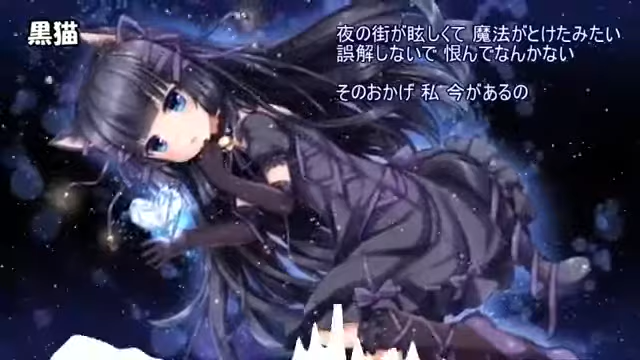 黒猫
夜の街が眩しくて 魔法がとけたみたい
誤解しないで 恨んでなんかない
そのおかげ 私 今があるの